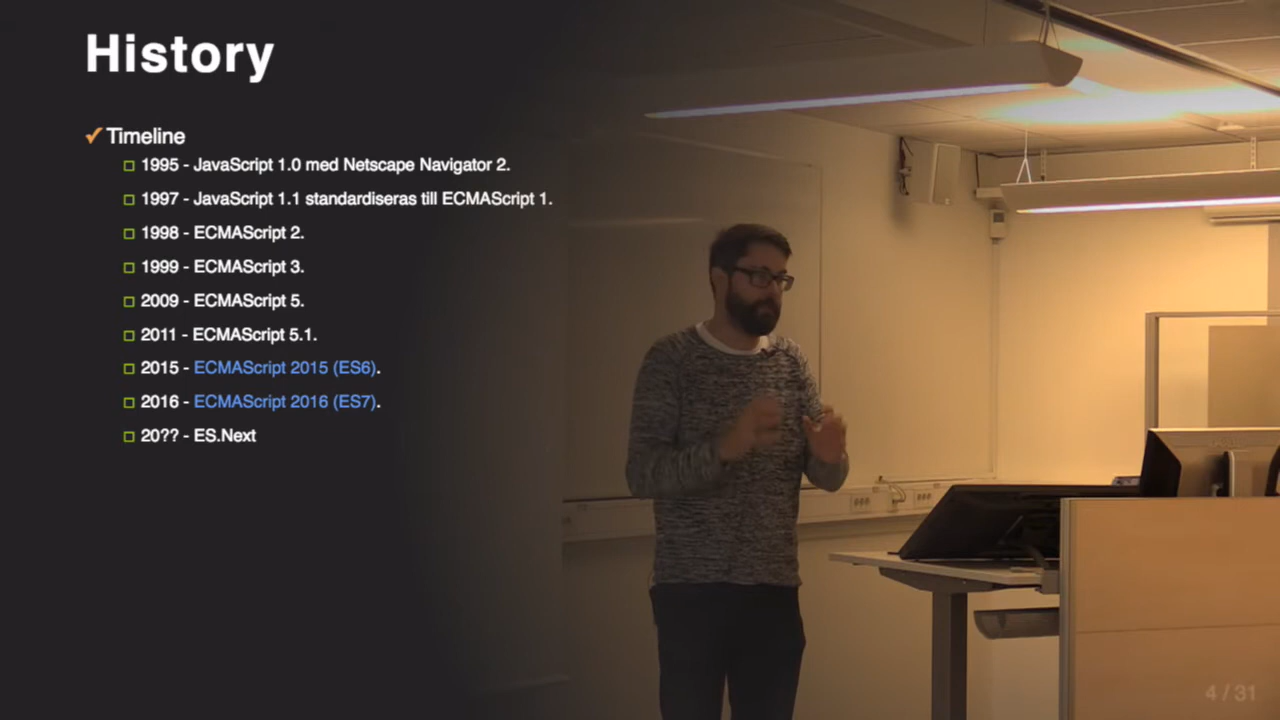 History
✓ Timeline
1995 - JavaScript 1.0 med Netscape Navigator 2.
1997 - JavaScript 1.1 standardiseras till ECMAScript 1.
1998 - ECMAScript 2.
1999 - ECMAScript 3.
2009 - ECMAScript 5.
2011 - ECMAScript 5.1.
2015 - ECMAScript 2015 (ES6).
2016 - ECMAScript 2016 (ES7).
20?? - ES.Next
4 / 31